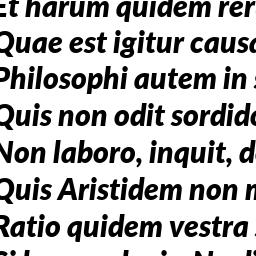 Et harum quidem rer
Quae est igitur causa
Philosophi autem in
Quis non odit sordido
Non laboro, inquit, d
Quis Aristidem non
Ratio quidem vestra